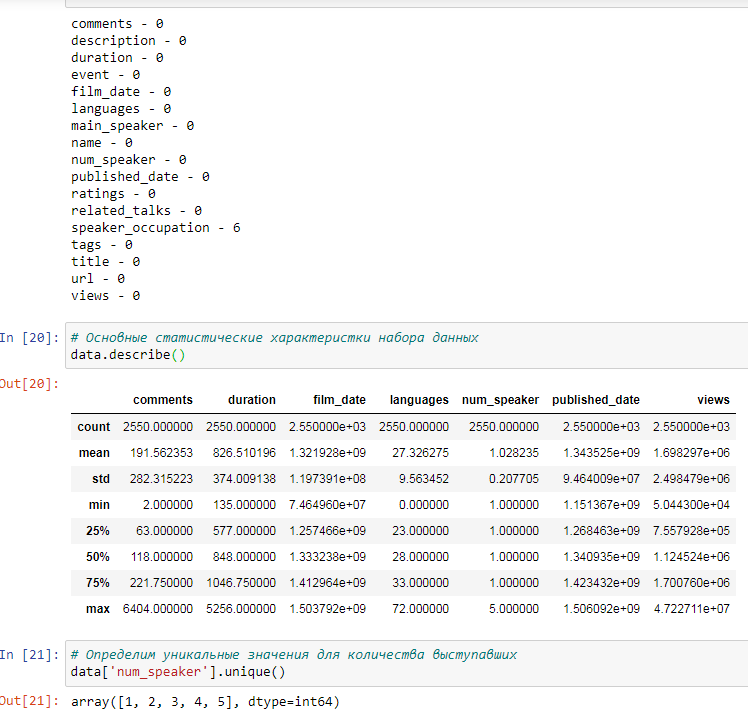 comments - 0
description - 0
duration - 0
event - 0
film_date - 0
languages - 0
main_speaker - 0
name - 0
num_speaker - 0
published_date - 0
ratings - 0
related_talks - 0
speaker_occupation - 6
tags - 0
title - 0
url - 0
views - 0
In [20]: # Основные статистические характеристки набора данных
data.describe()
Out[20]:
comments duration film_date languages num_speaker published_date views
count 2550.000000 2550.000000 2.550000e+03 2550.000000 2550.000000 2.550000e+03 2.550000e+03
mean 191.562353 826.510196 1.321928e+09 27.326275 1.028235 1.343525e+09 1.698297e+06
std 282.315223 374.009138 1.197391e+08 9.563452 0.207705 9.464009e+07 2.498479e+06
min 2.000000 135.000000 7.464960e+07 0.000000 1.000000 1.151367e+09 5.044300e+04
25% 63.000000 577.000000 1.257466e+09 23.000000 1.000000 1.268463e+09 7.557928e+05
50% 118.000000 848.000000 1.333238e+09 28.000000 1.000000 1.340935e+09 1.124524e+06
75% 221.750000 1046.750000 1.412964e+09 33.000000 1.000000 1.423432e+09 1.700760e+06
max 6404.000000 5256.000000 1.503792e+09 72.000000 5.000000 1.506092e+09 4.722711e+07
In [21]: # Определим уникальные значения для количества выступавших
data['num_speaker'].unique()
Out[21]: array([1, 2, 3, 4, 5], dtype=int64)